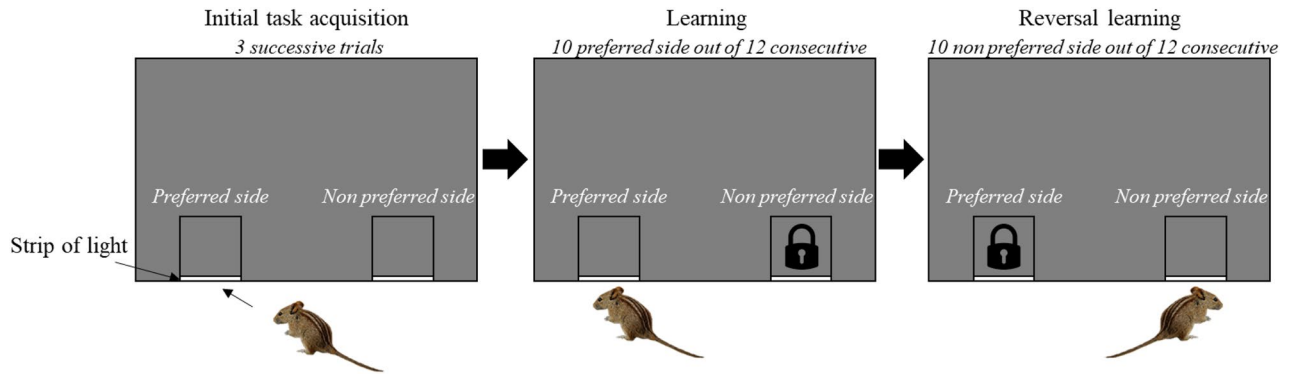 Initial task acquisition
3 successive trials
Preferred side
Non preferred side
Strip of light
Learning
10 preferred side out of 12 consecutive
Preferred side
Non preferred side
Reversal learning
10 non preferred side out of 12 consecutive
Preferred side
Non preferred side